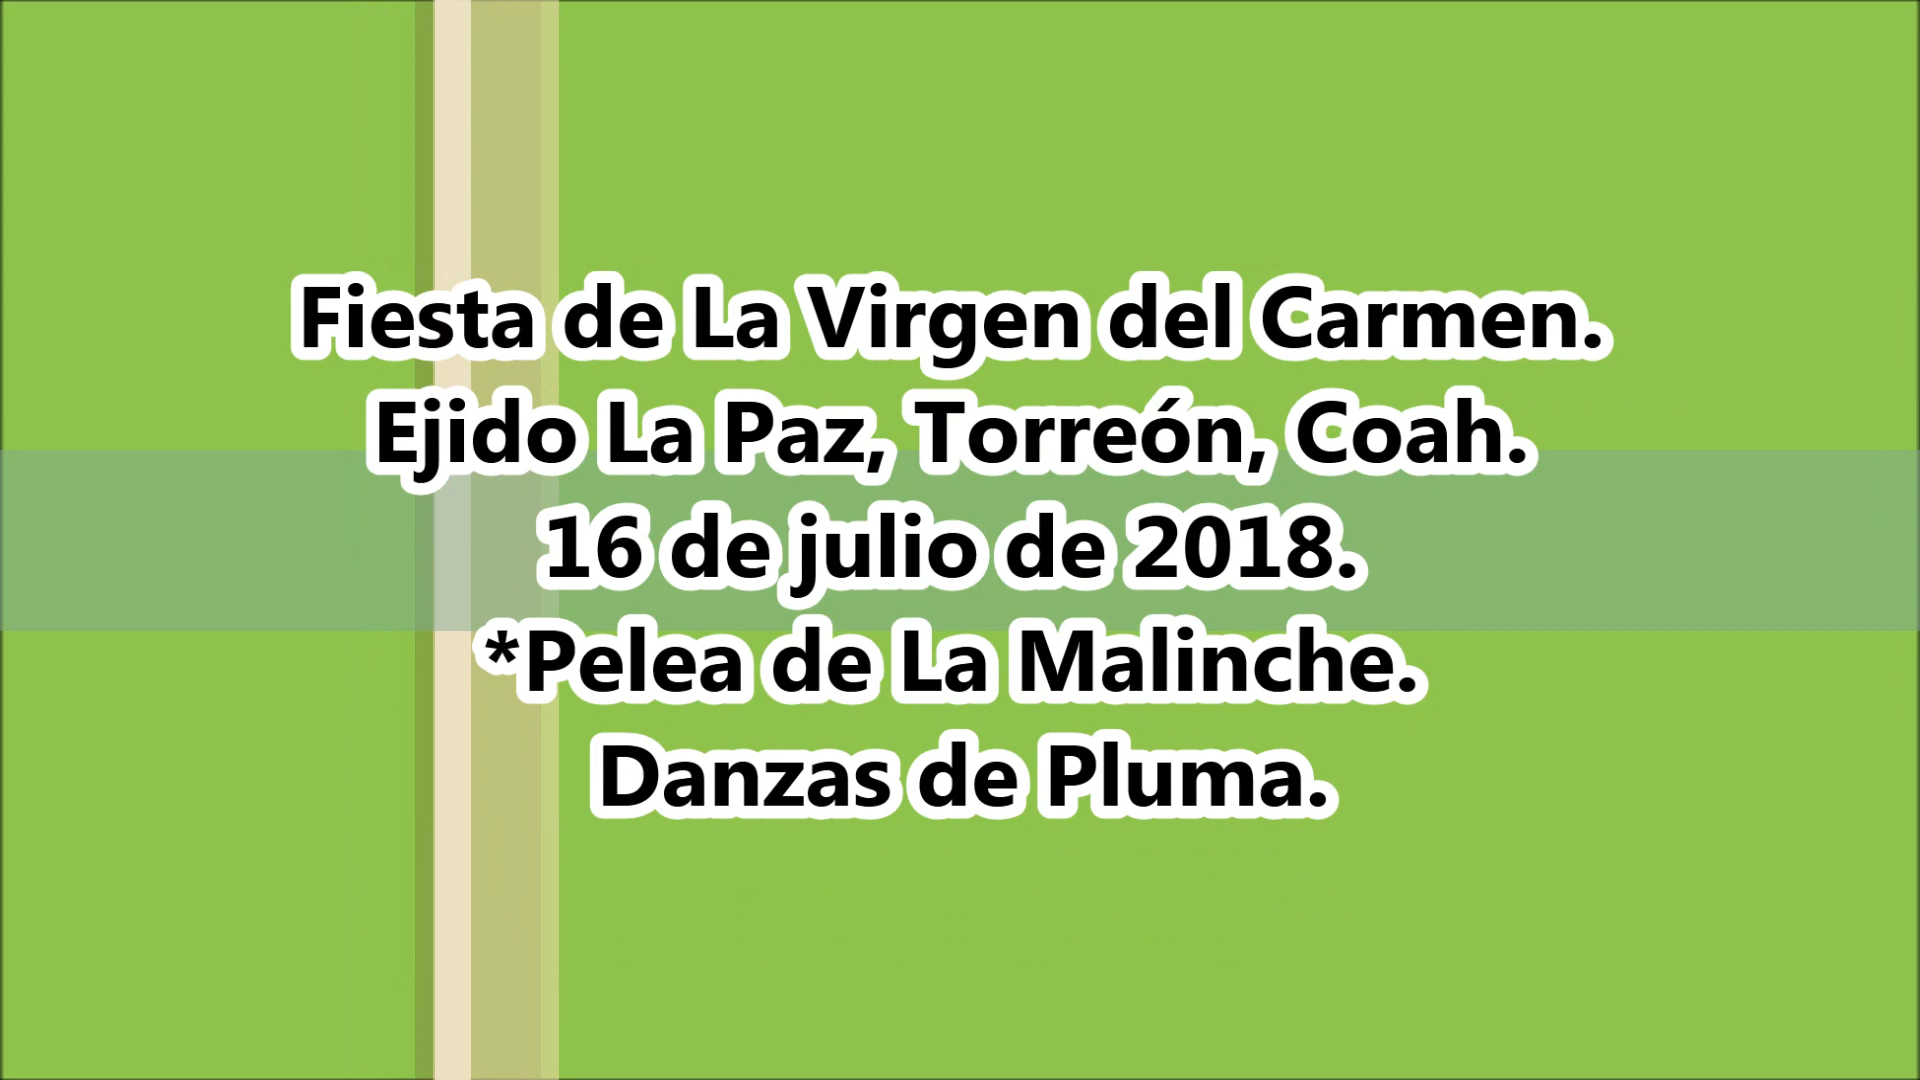 Fiesta de La Virgen del Carmen.
Ejido La Paz, Torreón, Coah.
16 de julio de 2018.
*Pelea de La Malinche.
Danzas de Pluma.